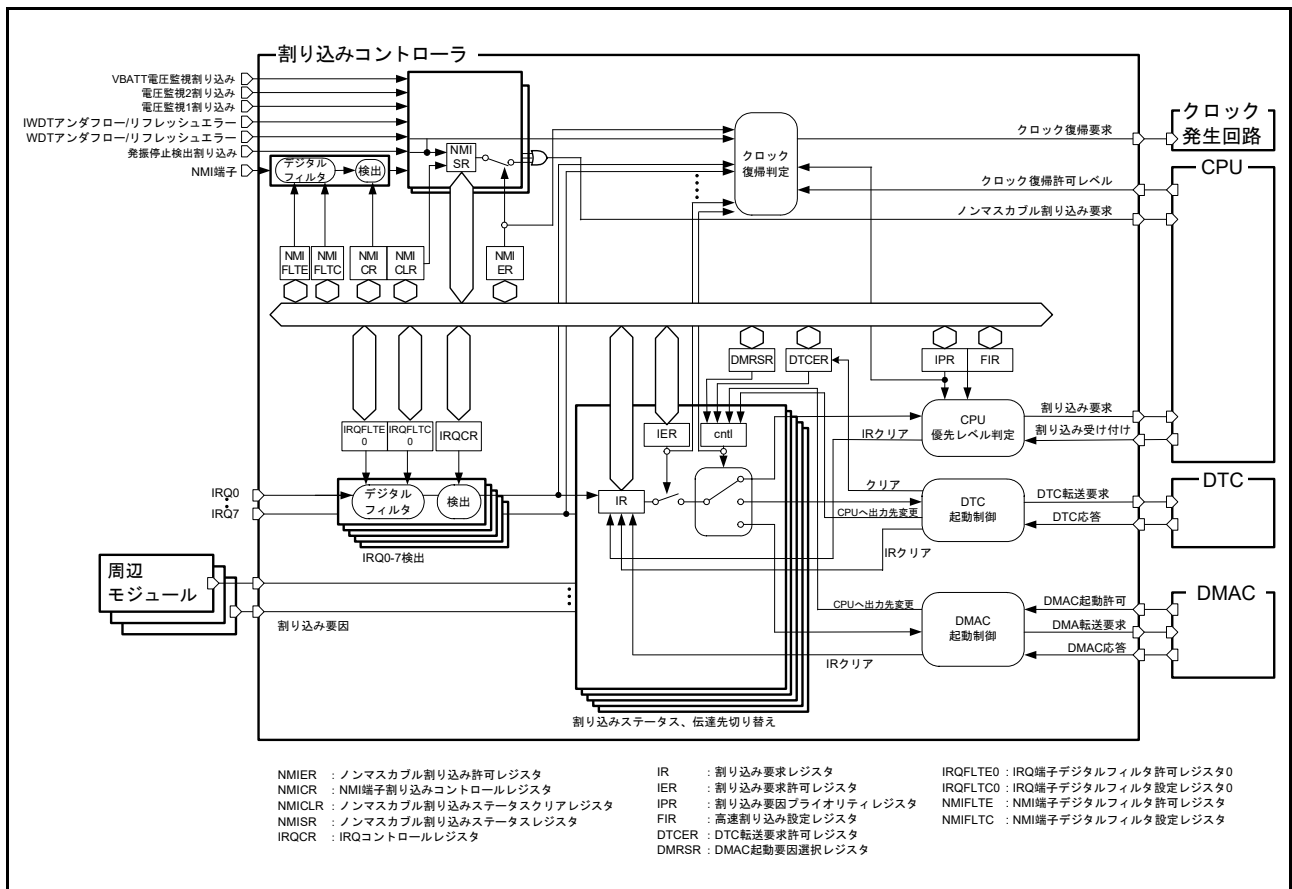 割り込みコントローラ
VBATT電圧監視割り込み
電圧監視2割り込み
電圧監視1割り込み
IWDTアンダフロー/リフレッシュエラー
WDTアンダフロー/リフレッシュエラー
発振停止検出割り込み
NMI端子
デジタル
フィルタ
検出
NMI
SR
クロック
復帰判定
クロック復帰要求
クロック
発生回路
クロック復帰許可レベル
ノンマスカブル割り込み要求
CPU
NMI
FLTE
NMI
FLTC
NMI
CR
NMI
CLR
NMI
ER
DMRSR
DTCER
IPR
FIR
IRQFLTE
0
IRQFLTC
0
IRQCR
IER
cntl
CPU
優先レベル判定
割り込み要求
割り込み受け付け
IRクリア
IRQ0
IRQ7
デジタル
フィルタ
検出
IRQ0-7検出
IR
クリア
CPUへ出力先変更
IRクリア
DTC
起動制御
DTC転送要求
DTC応答
DTC
周辺
モジュール
割り込み要因
CPUへ出力先変更
IRクリア
DMAC
起動制御
DMAC起動許可
DMA転送要求
DMAC応答
DMAC
割り込みステータス、伝達先切り替え
NMIER : ノンマスカブル割り込み許可レジスタ
NMICR : NMI端子割り込みコントロールレジスタ
NMICLR : ノンマスカブル割り込みステータスクリアレジスタ
NMISR : ノンマスカブル割り込みステータスレジスタ
IRQCR : IRQコントロールレジスタ
IR : 割り込み要求レジスタ
IER : 割り込み要求許可レジスタ
IPR : 割り込み要因プライオリティレジスタ
FIR : 高速割り込み設定レジスタ
DTCER : DTC転送要求許可レジスタ
DMRSR : DMAC起動要因選択レジスタ
IRQFLTE0 : IRQ端子デジタルフィルタ許可レジスタ0
IRQFLTC0 : IRQ端子デジタルフィルタ設定レジスタ0
NMIFLTE : NMI端子デジタルフィルタ許可レジスタ
NMIFLTC : NMI端子デジタルフィルタ設定レジスタ